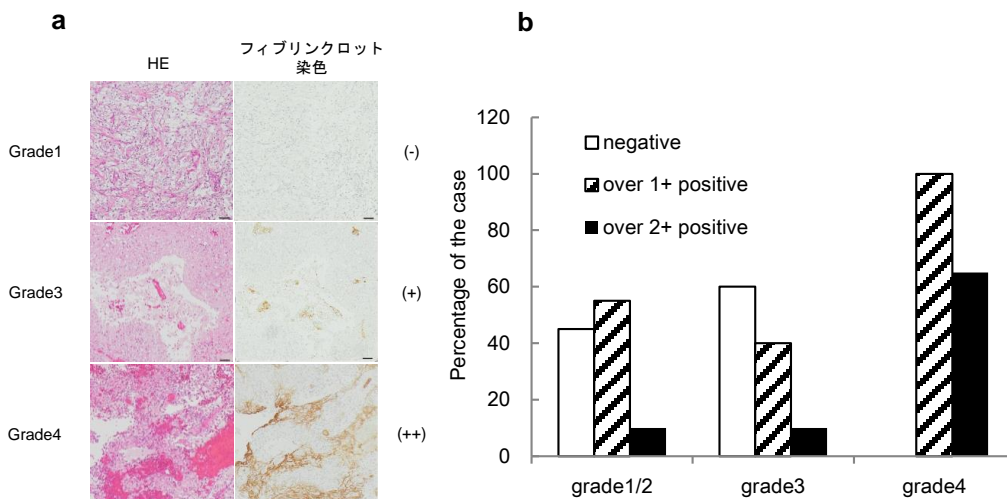 a
HE
フィブリンクロット
染色
Grade1
(-)
Grade3
(+)
Grade4
(++)
b
Percentage of the case
120
100
80
60
40
20
0
negative
over 1+ positive
over 2+ positive
grade1/2
grade3
grade4